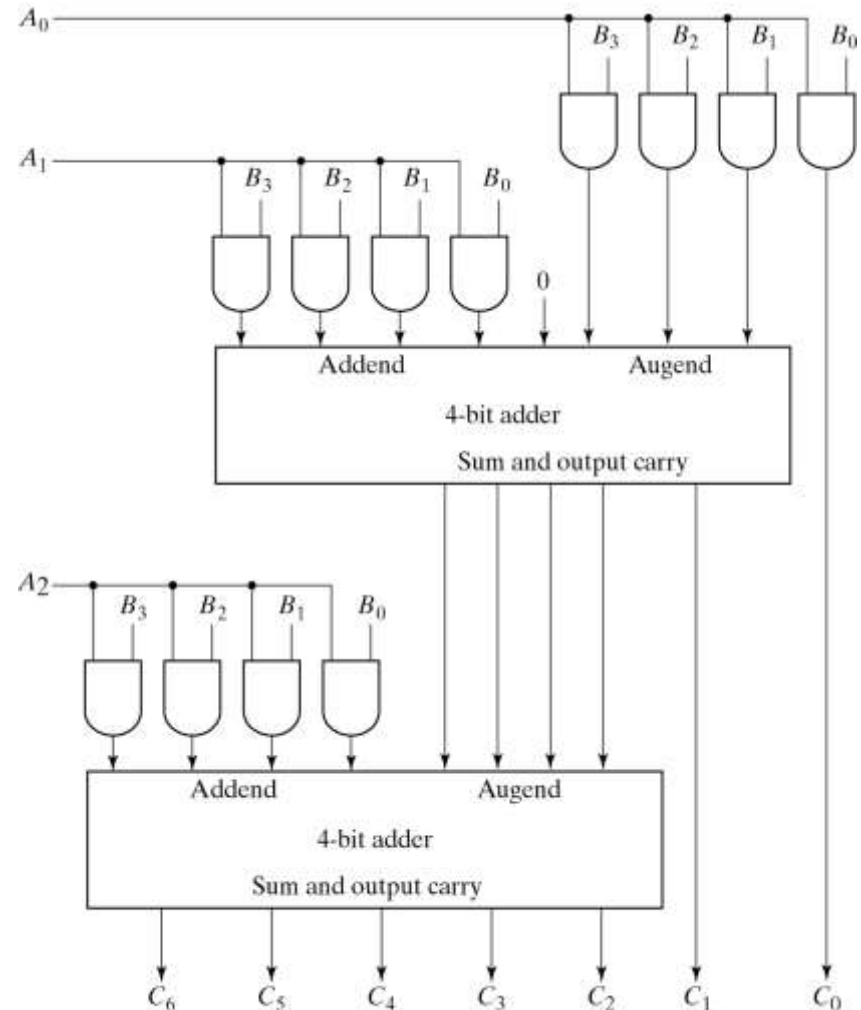 A₀
B₃ B₂ B₁ B₀
A₁
B₃ B₂ B₁ B₀
0
Addend Augend
4-bit adder
Sum and output carry
A2
B₃ B₂ B₁ B₀
Addend Augend
4-bit adder
Sum and output carry
C₆ C₅ C₄ C₃ C₂ C₁ C₀